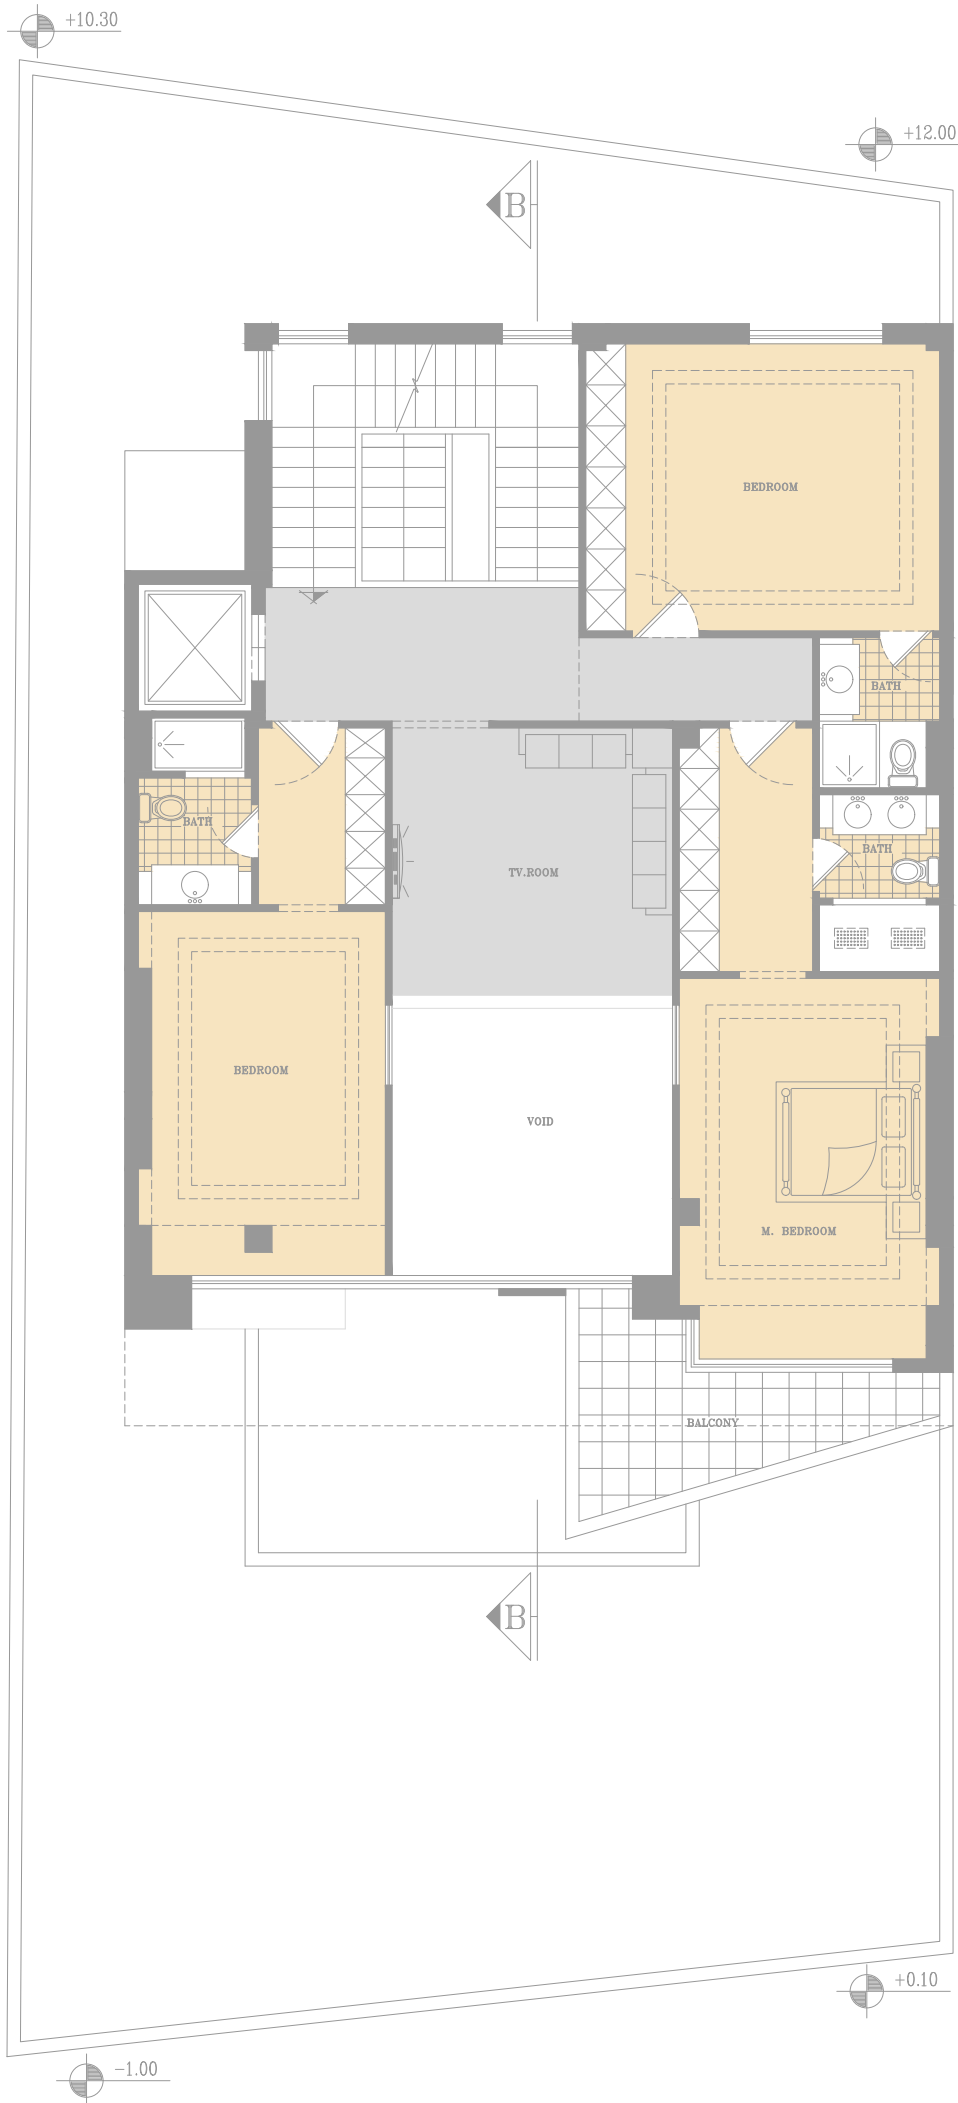 +10.30
+12.00
B
BEDROOM
BATH
BATH
BATH
TV.ROOM
BEDROOM
VOID
M. BEDROOM
BALCONY
B
+0.10
-1.00